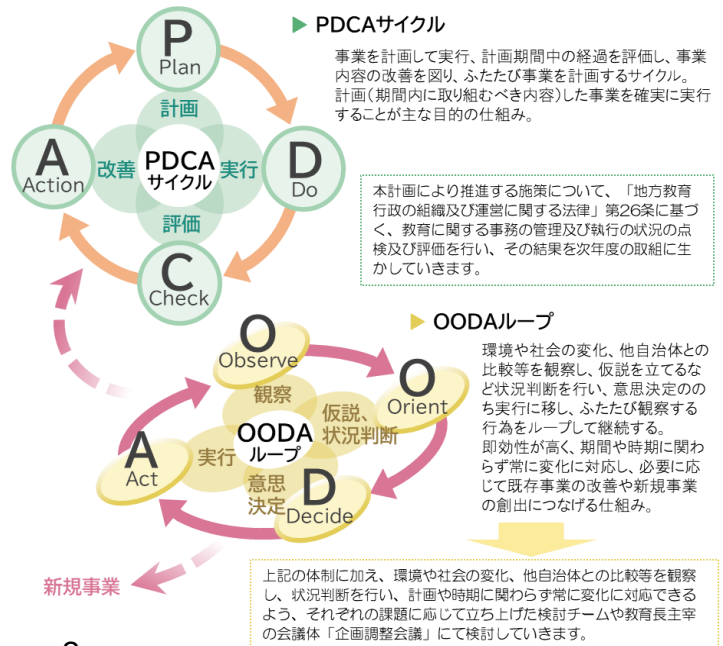 P
Plan
計画
A
Action
改善
PDCA
サイクル
実行
D
Do
評価
C
Check
▶ PDCAサイクル
事業を計画して実行、計画期間中の経過を評価し、事業
内容の改善を図り、ふたたび事業を計画するサイクル。
計画(期間内に取り組むべき内容)した事業を確実に実行
することが主な目的の仕組み。
本計画により推進する施策について、「地方教育
行政の組織及び運営に関する法律」第26条に基づ
く、教育に関する事務の管理及び執行の状況の点
検及び評価を行い、その結果を次年度の取組に生
かしていきます。
O
Observe
観察
O
Orient
仮説、
状況判断
OODA
ループ
A
Act
実行
意思
決定
D
Decide
新規事業
▶ OODAループ
環境や社会の変化、他自治体との
比較等を観察し、仮説を立てるな
ど状況判断を行い、意思決定のの
ち実行に移し、ふたたび観察する
行為をループして継続する。
即効性が高く、期間や時期に関わ
らず常に変化に対応し、必要に応
じて既存事業の改善や新規事業
の創出につなげる仕組み。
上記の体制に加え、環境や社会の変化、他自治体との比較等を観察
し、状況判断を行い、計画や時期に関わらず常に変化に対応できる
よう、それぞれの課題に応じて立ち上げた検討チームや教育長主宰
の会議体「企画調整会議」にて検討していきます。